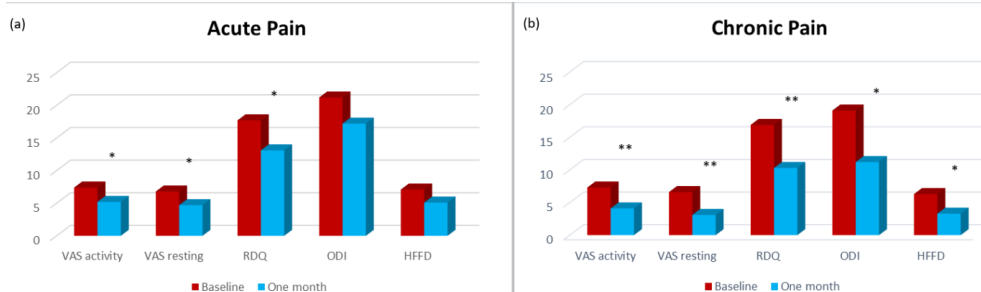 (a)
Acute Pain
25
20
15
10
5
0
*
*
*
VAS activity VAS resting RDQ ODI HFFD
Baseline One month
(b)
Chronic Pain
25
20
15
10
5
0
**
**
**
*
*
VAS activity VAS resting RDQ ODI HFFD
Baseline One month